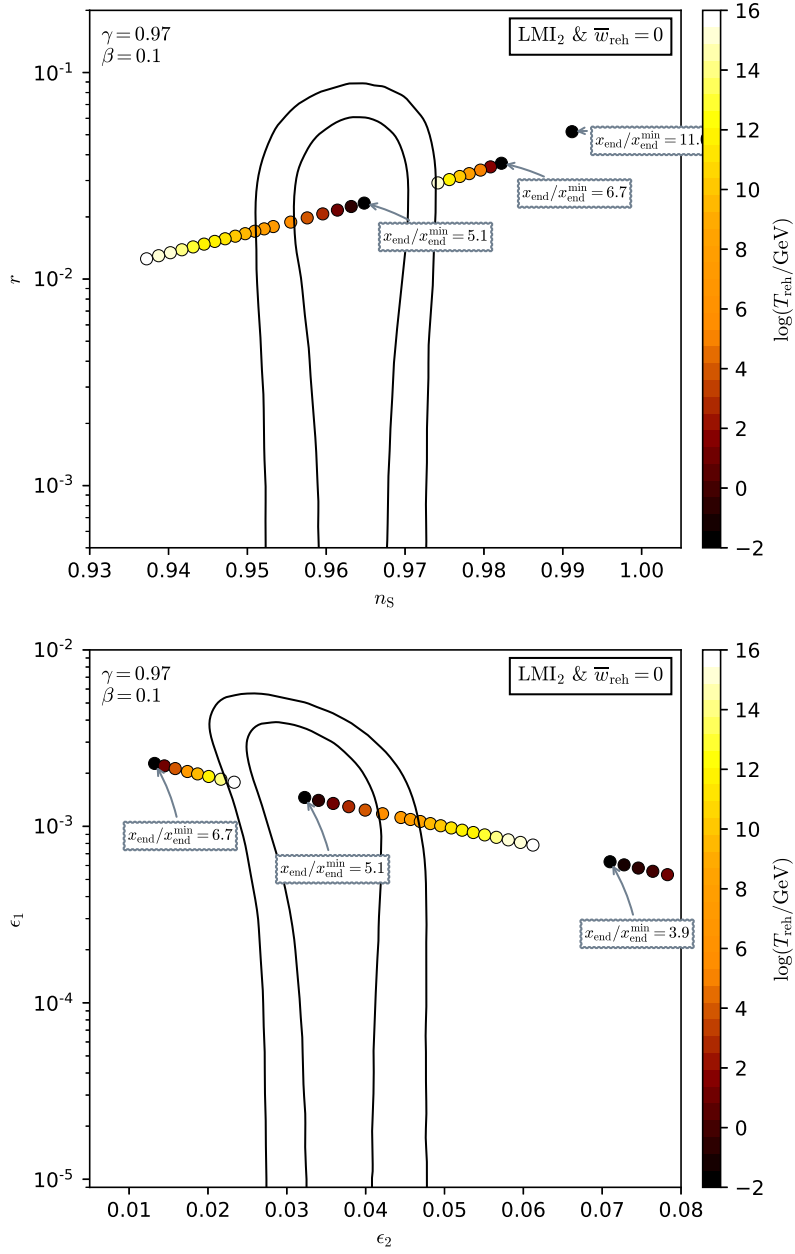 γ = 0.97
β = 0.1
LMI₂ & w̅_reh = 0
x_end/x_end^min = 11.0
x_end/x_end^min = 6.7
x_end/x_end^min = 5.1
10⁻¹
10⁻²
10⁻³
r
0.93 0.94 0.95 0.96 0.97 0.98 0.99 1.00
n_S
16
14
12
10
8
6
4
2
0
−2
log(T_reh/GeV)
γ = 0.97
β = 0.1
LMI₂ & w̅_reh = 0
x_end/x_end^min = 6.7
x_end/x_end^min = 5.1
x_end/x_end^min = 3.9
10⁻²
10⁻³
10⁻⁴
10⁻⁵
ϵ₁
0.01 0.02 0.03 0.04 0.05 0.06 0.07 0.08
ϵ₂
16
14
12
10
8
6
4
2
0
−2
log(T_reh/GeV)